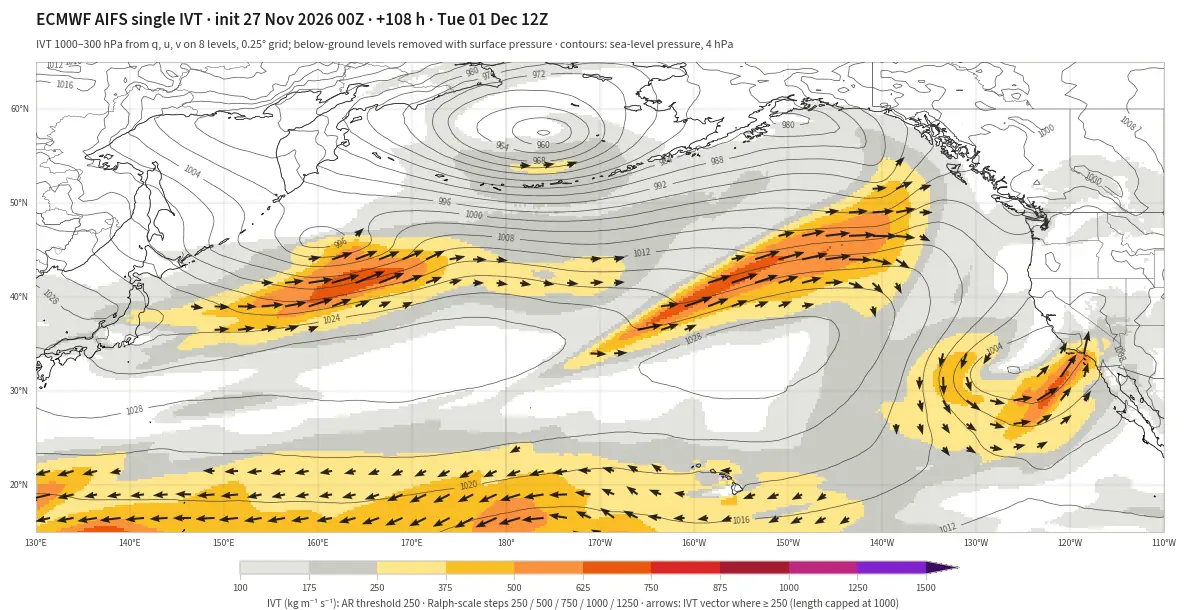 ECMWF AIFS single IVT · init 27 Nov 2026 00Z · +108 h · Tue 01 Dec 12Z
IVT 1000–300 hPa from q, u, v on 8 levels, 0.25° grid; below-ground levels removed with surface pressure · contours: sea-level pressure, 4 hPa
1012
1016
980
972
60°N
980
1000
1008
964
960
968
988
1004
992
1000
50°N
996
1000
1008
996
1012
40°N
1028
1024
1028
1004
1008
30°N
1028
20°N
1020
1016
1012
130°E 140°E 150°E 160°E 170°E 180° 170°W 160°W 150°W 140°W 130°W 120°W 110°W
100 175 250 375 500 625 750 875 1000 1250 1500
IVT (kg m⁻¹ s⁻¹): AR threshold 250 · Ralph-scale steps 250 / 500 / 750 / 1000 / 1250 · arrows: IVT vector where ≥ 250 (length capped at 1000)